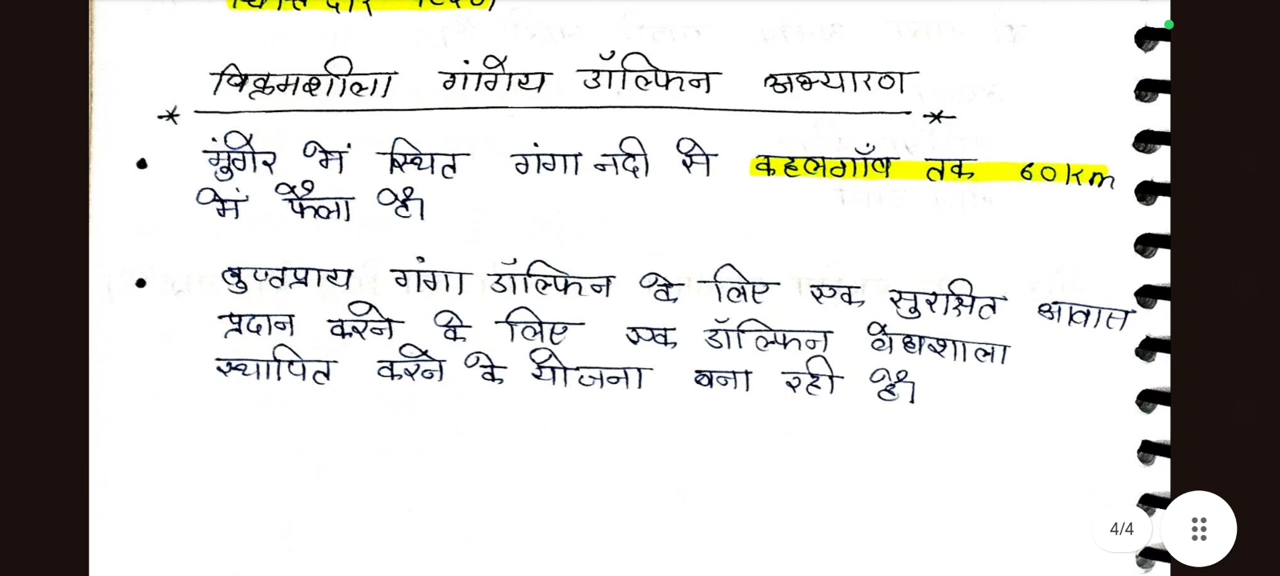 विक्रमशीला गांगेय डॉल्फिन अभ्यारण
मुंगेर में स्थित गंगा नदी से कहलगाँव तक 60km
में फैला है।
लुप्तप्राय गंगा डॉल्फिन के लिए एक सुरक्षित आवास
प्रदान करने के लिए एक डॉल्फिन वेधशाला
स्थापित करने के योजना बना रही है।
4/4